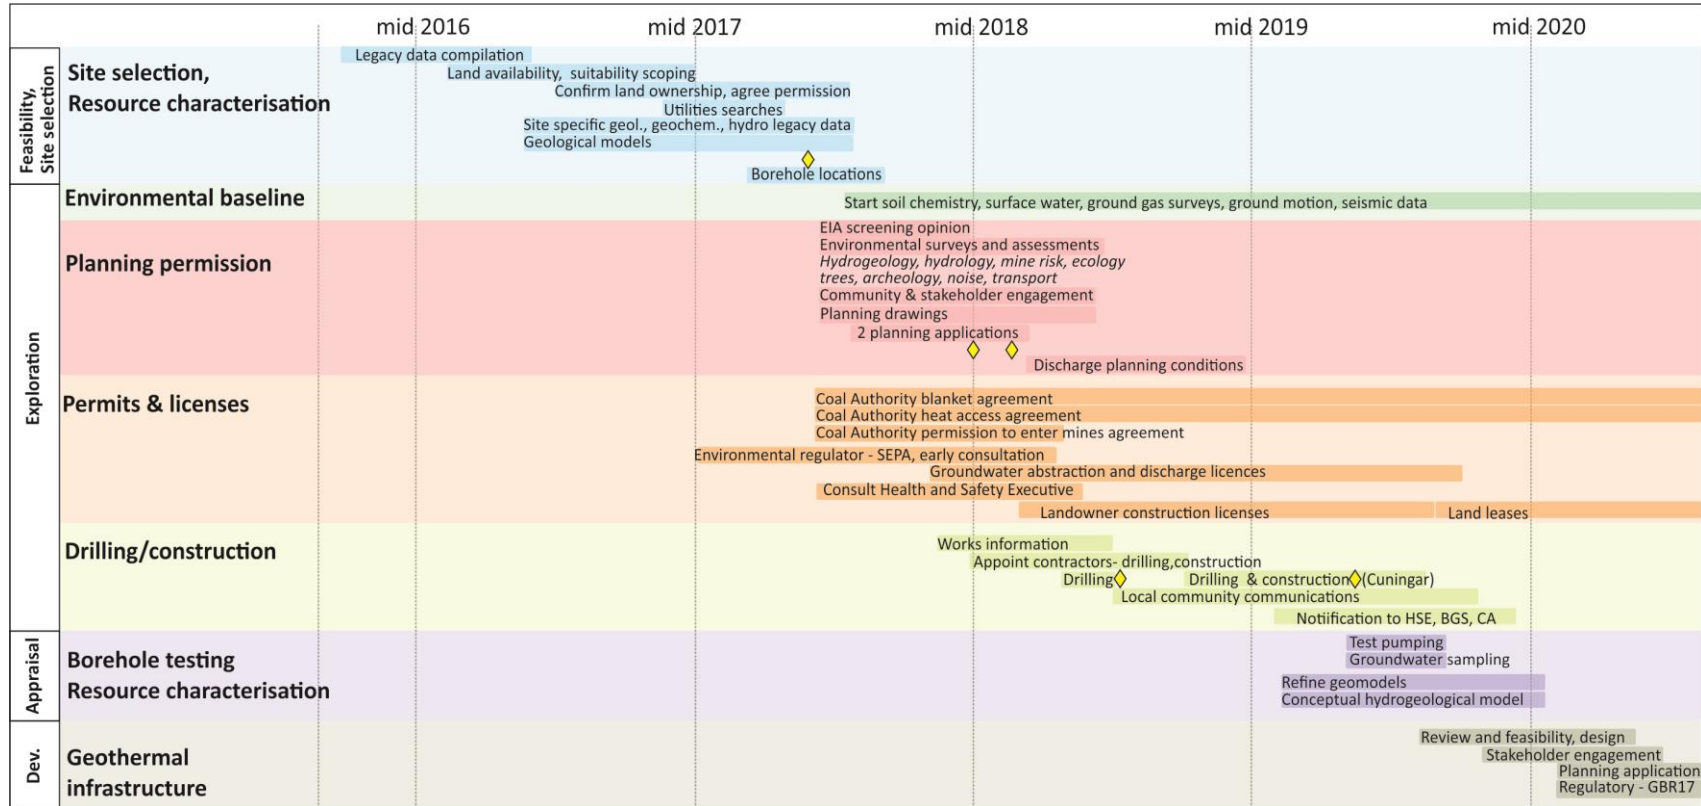 mid 2016
mid 2017
mid 2018
mid 2019
mid 2020
Feasibility,
Site selection
Site selection,
Resource characterisation
Legacy data compilation
Land availability, suitability scoping
Confirm land ownership, agree permission
Utilities searches
Site specific geol., geochem., hydro legacy data
Geological models
Borehole locations
Exploration
Environmental baseline
Start soil chemistry, surface water, ground gas surveys, ground motion, seismic data
Planning permission
EIA screening opinion
Environmental surveys and assessments
Hydrogeology, hydrology, mine risk, ecology
trees, archeology, noise, transport
Community & stakeholder engagement
Planning drawings
2 planning applications
Discharge planning conditions
Permits & licenses
Coal Authority blanket agreement
Coal Authority heat access agreement
Coal Authority permission to enter mines agreement
Environmental regulator - SEPA, early consultation
Groundwater abstraction and discharge licences
Consult Health and Safety Executive
Landowner construction licenses
Land leases
Drilling/construction
Works information
Appoint contractors- drilling,construction
Drilling
Drilling & construction (Cuningar)
Local community communications
Notiification to HSE, BGS, CA
Appraisal
Borehole testing
Resource characterisation
Test pumping
Groundwater sampling
Refine geomodels
Conceptual hydrogeological model
Dev.
Geothermal
infrastructure
Review and feasibility, design
Stakeholder engagement
Planning application
Regulatory - GBR17